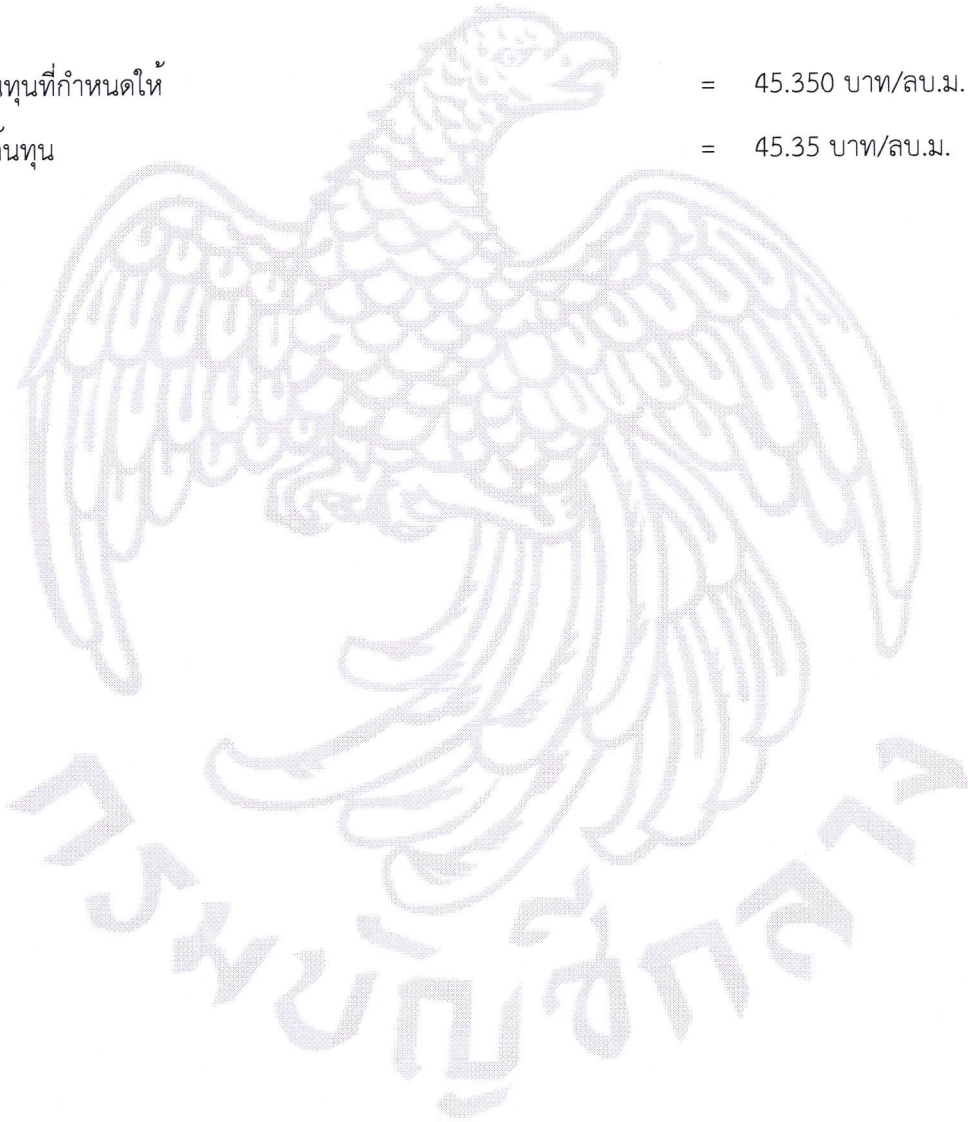 นทุนที่กำหนดให้ = 45.350 บาท/ลบ.ม.
้นทุน = 45.35 บาท/ลบ.ม.
กรมบัญชีกลาง